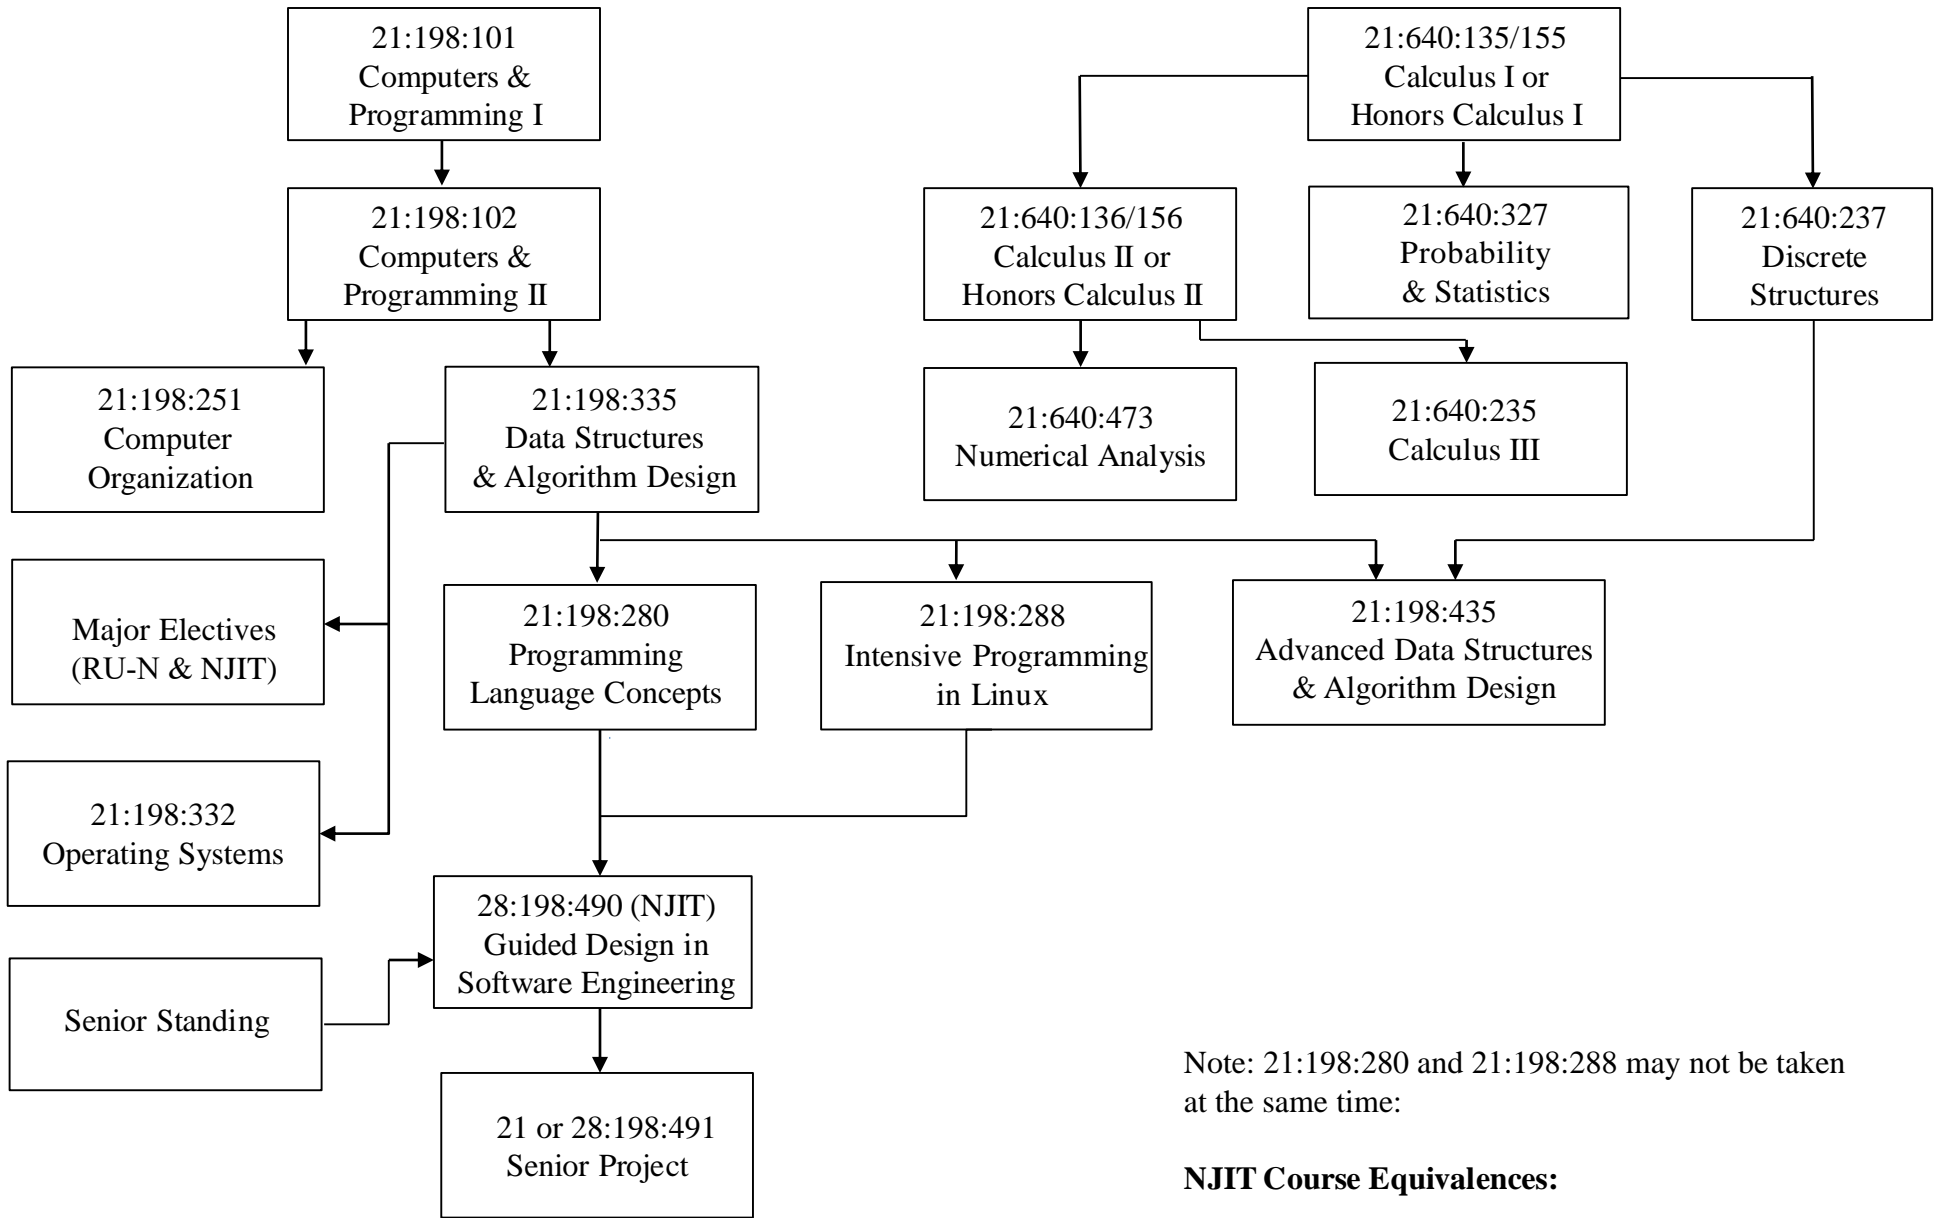 21:198:101
Computers &
Programming I
21:640:135/155
Calculus I or
Honors Calculus I
21:198:102
Computers &
Programming II
21:640:136/156
Calculus II or
Honors Calculus II
21:640:327
Probability
& Statistics
21:640:237
Discrete
Structures
21:198:251
Computer
Organization
21:198:335
Data Structures
& Algorithm Design
21:640:473
Numerical Analysis
21:640:235
Calculus III
Major Electives
(RU-N & NJIT)
21:198:280
Programming
Language Concepts
21:198:288
Intensive Programming
in Linux
21:198:435
Advanced Data Structures
& Algorithm Design
21:198:332
Operating Systems
28:198:490 (NJIT)
Guided Design in
Software Engineering
Senior Standing
21 or 28:198:491
Senior Project
Note: 21:198:280 and 21:198:288 may not be taken
at the same time:
NJIT Course Equivalences: